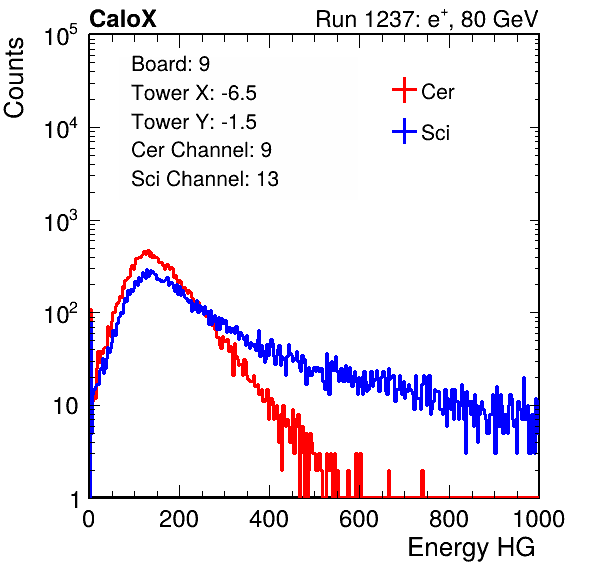 CaloX Run 1237: e⁺, 80 GeV
Counts
10⁵
10⁴
10³
10²
10
1
Board: 9
Tower X: -6.5
Tower Y: -1.5
Cer Channel: 9
Sci Channel: 13
Cer
Sci
0 200 400 600 800 1000
Energy HG